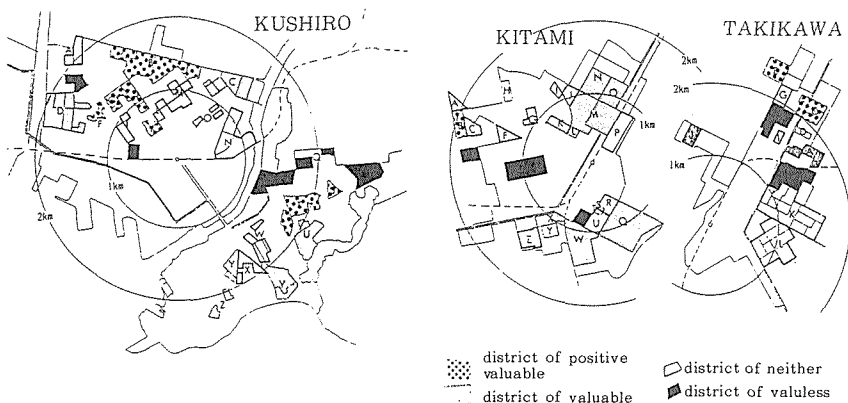 KUSHIRO
KITAMI
TAKIKAWA
2km
2km
1km
1km
1km
2km
A
C
D
F
N
U
W
X
Y
V
Z
H
A
C
F
I
N
M
P
R
U
Q
W
Y
Z
G
J
K
L
district of positive
valuable
district of valuable
district of neither
district of valuless